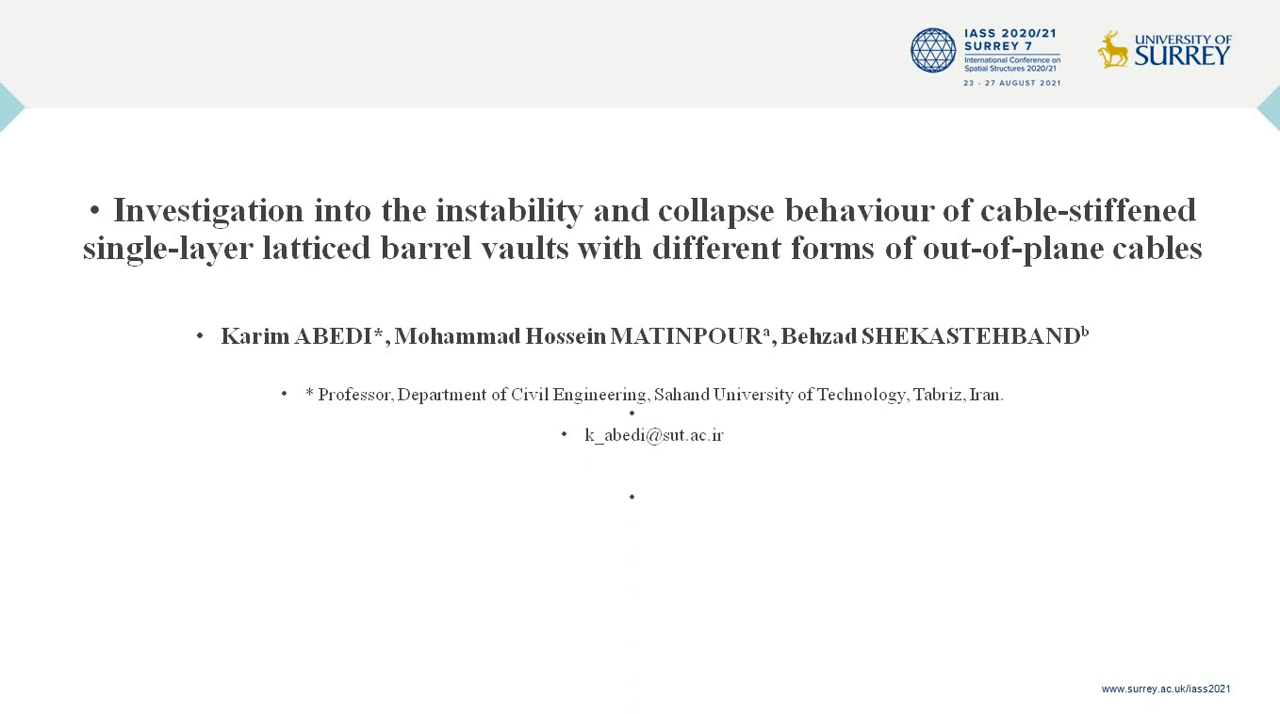 IASS 2020/21
SURREY 7
International Conference on
Spatial Structures 2020/21
23 - 27 AUGUST 2021
UNIVERSITY OF
SURREY
• Investigation into the instability and collapse behaviour of cable-stiffened
single-layer latticed barrel vaults with different forms of out-of-plane cables
• Karim ABEDI*, Mohammad Hossein MATINPOURᵃ, Behzad SHEKASTEHBANDᵇ
• * Professor, Department of Civil Engineering, Sahand University of Technology, Tabriz, Iran.
•
• k_abedi@sut.ac.ir
•
www.surrey.ac.uk/iass2021